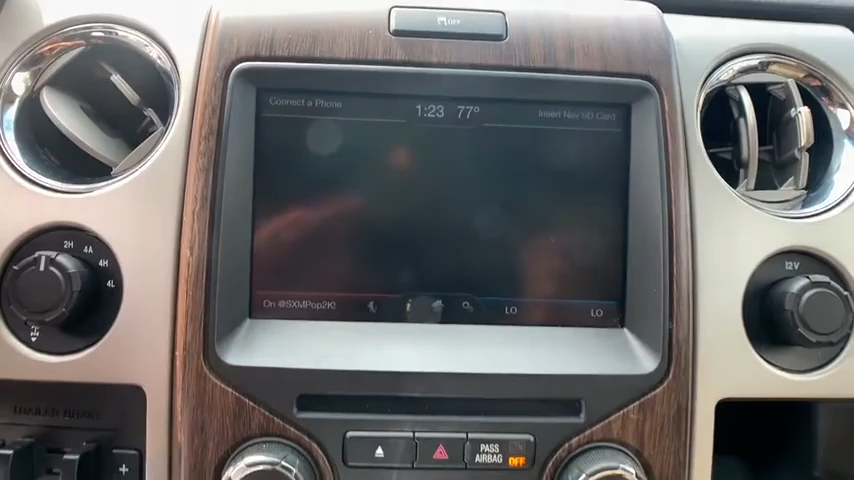 OFF
Connect a Phone
1:23 77°
Insert Nav SD Card
2H
4A
4H
4L
N
12V
On @SXMPop2Kl
LO
LO
TRAILER BRAKE
PASS
AIRBAG
ON
OFF